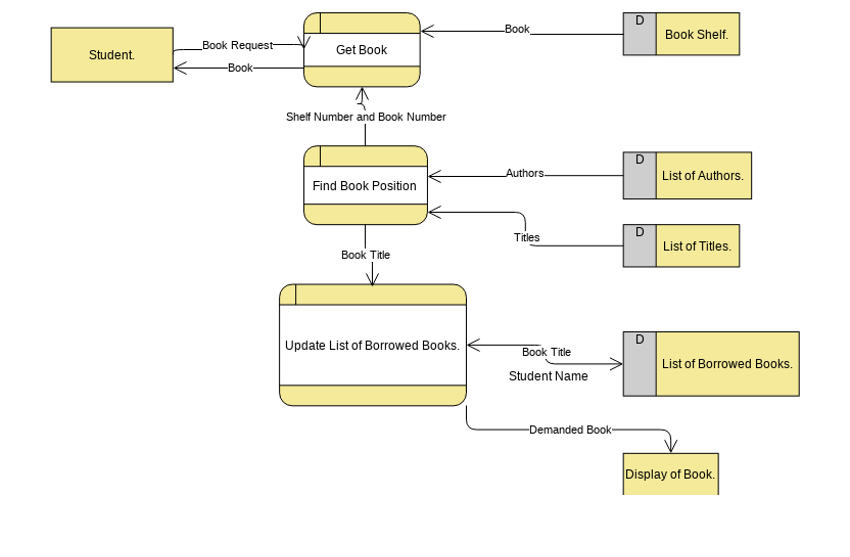 D
Book Shelf.
Student.
Book Request
Book
Get Book
Book
Shelf Number and Book Number
D
List of Authors.
Authors
Find Book Position
D
List of Titles.
Titles
Book Title
Update List of Borrowed Books.
D
List of Borrowed Books.
Book Title
Student Name
Demanded Book
Display of Book.